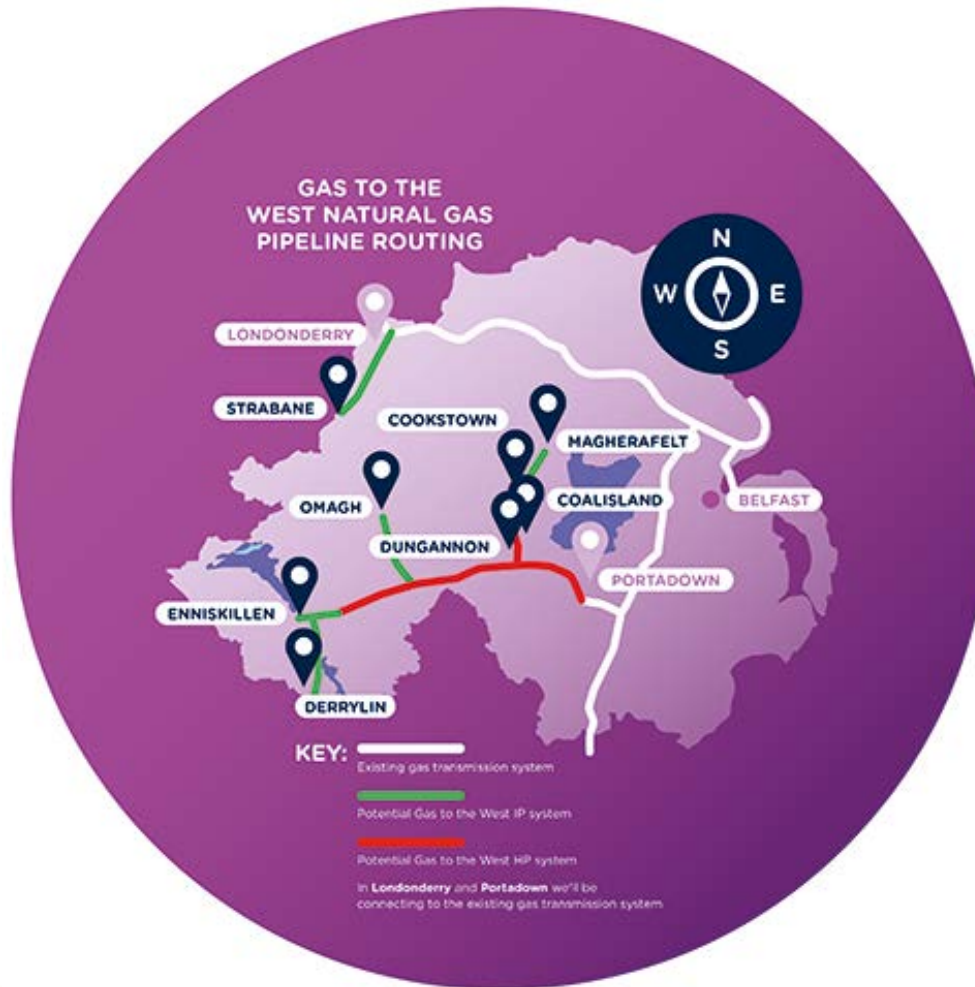 GAS TO THE
WEST NATURAL GAS
PIPELINE ROUTING
N
W
E
S
LONDONDERRY
STRABANE
COOKSTOWN
MAGHERAFELT
OMAGH
COALISLAND
BELFAST
DUNGANNON
PORTADOWN
ENNISKILLEN
DERRYLIN
KEY:
Existing gas transmission system
Potential Gas to the West IP system
Potential Gas to the West HP system
In Londonderry and Portadown we'll be
connecting to the existing gas transmission system